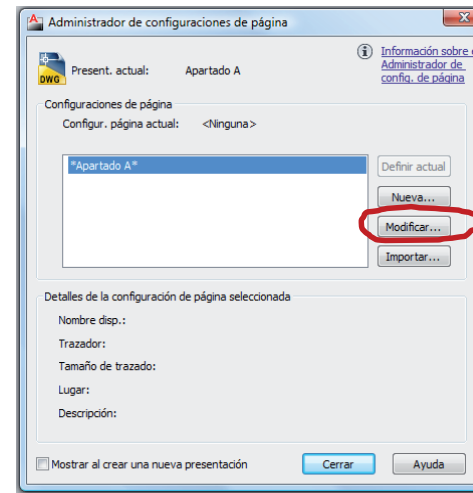 Administrador de configuraciones de página
DWG
Present. actual: Apartado A
Información sobre
Administrador de
config. de página
Configuraciones de página
Configur. página actual: <Ninguna>
*Apartado A*
Definir actual
Nueva...
Modificar...
Importar...
Detalles de la configuración de página seleccionada
Nombre disp.:
Trazador:
Tamaño de trazado:
Lugar:
Descripción:
Mostrar al crear una nueva presentación
Cerrar
Ayuda